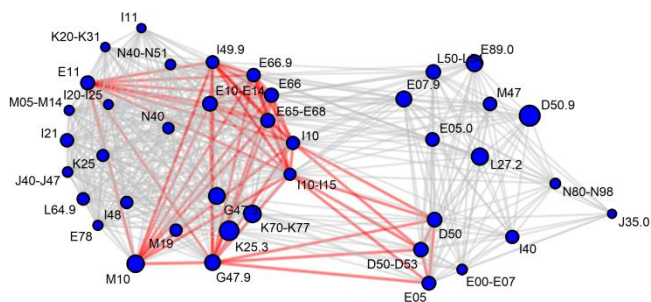 I11
K20-K31
N40-N51
I49.9
E66.9
L50-L
E89.0
E11
E10-E14
E66
E07.9
M47
I20-I25
M05-M14
E65-E68
D50.9
N40
I10
E05.0
I21
K25
L27.2
J40-J47
I10-I15
N80-N98
L64.9
I48
G47
K70-K77
D50
J35.0
E78
M19
K25.3
I40
D50-D53
M10
G47.9
E00-E07
E05